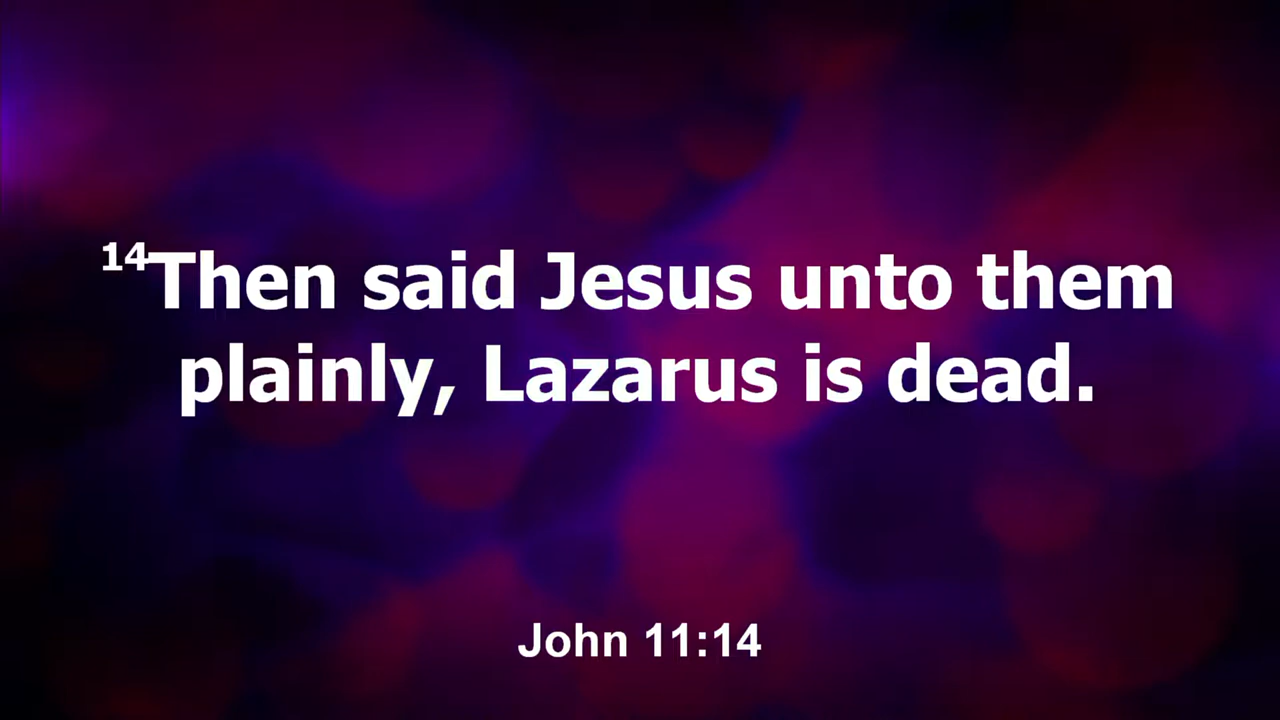 14Then said Jesus unto them
plainly, Lazarus is dead.
John 11:14